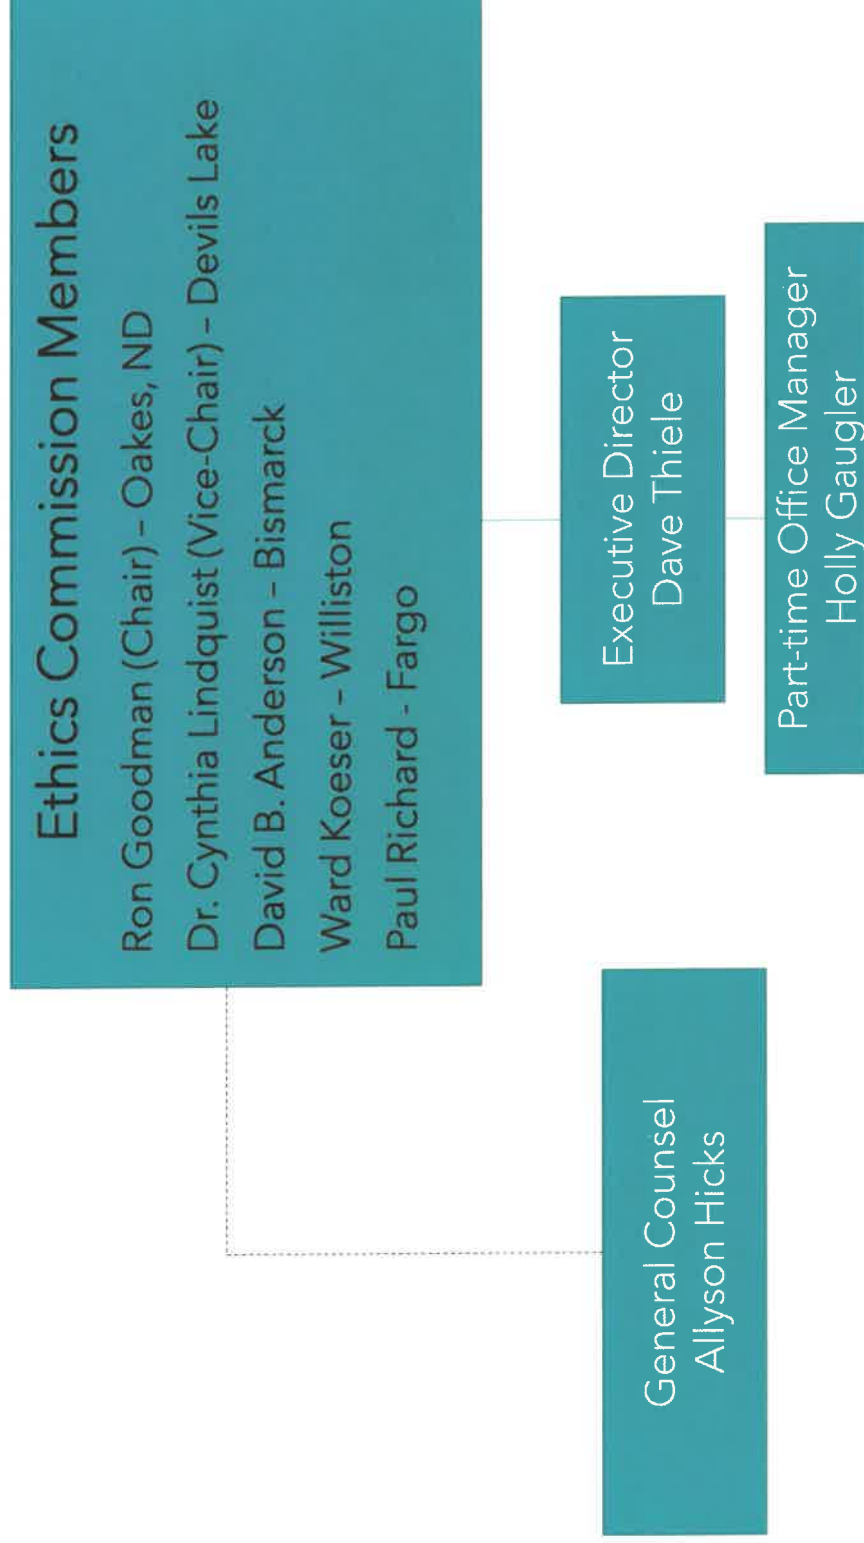 Ethics Commission Members
Ron Goodman (Chair) – Oakes, ND
Dr. Cynthia Lindquist (Vice-Chair) – Devils Lake
David B. Anderson – Bismarck
Ward Koeser – Williston
Paul Richard - Fargo
General Counsel
Allyson Hicks
Executive Director
Dave Thiele
Part-time Office Manager
Holly Gaugler